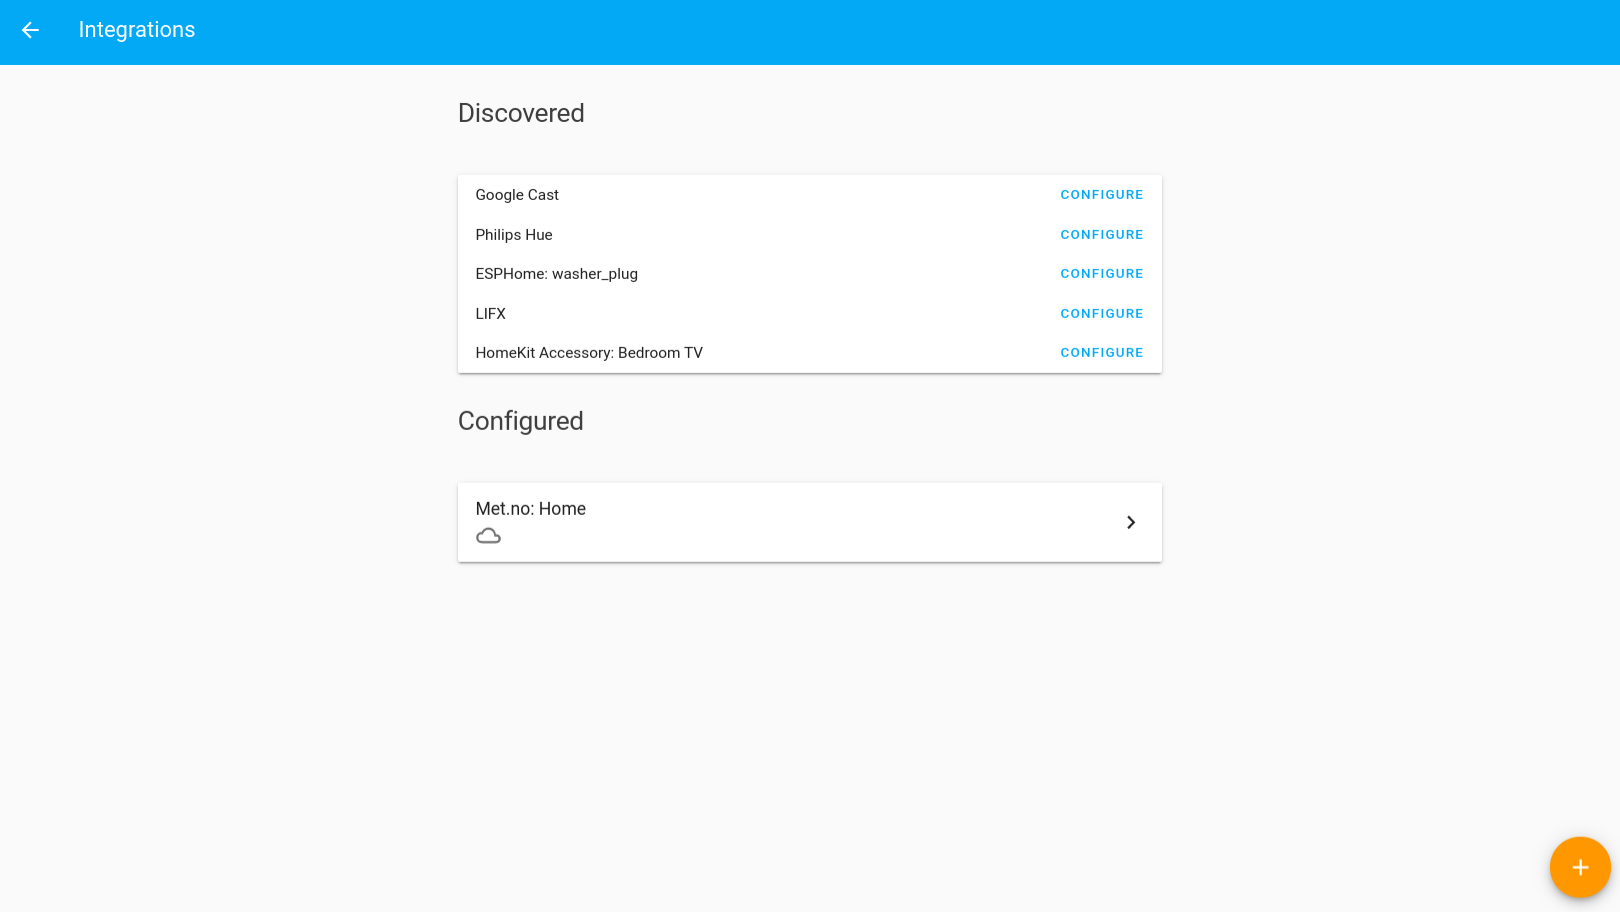 Integrations
Discovered
Google Cast CONFIGURE
Philips Hue CONFIGURE
ESPHome: washer_plug CONFIGURE
LIFX CONFIGURE
HomeKit Accessory: Bedroom TV CONFIGURE
Configured
Met.no: Home